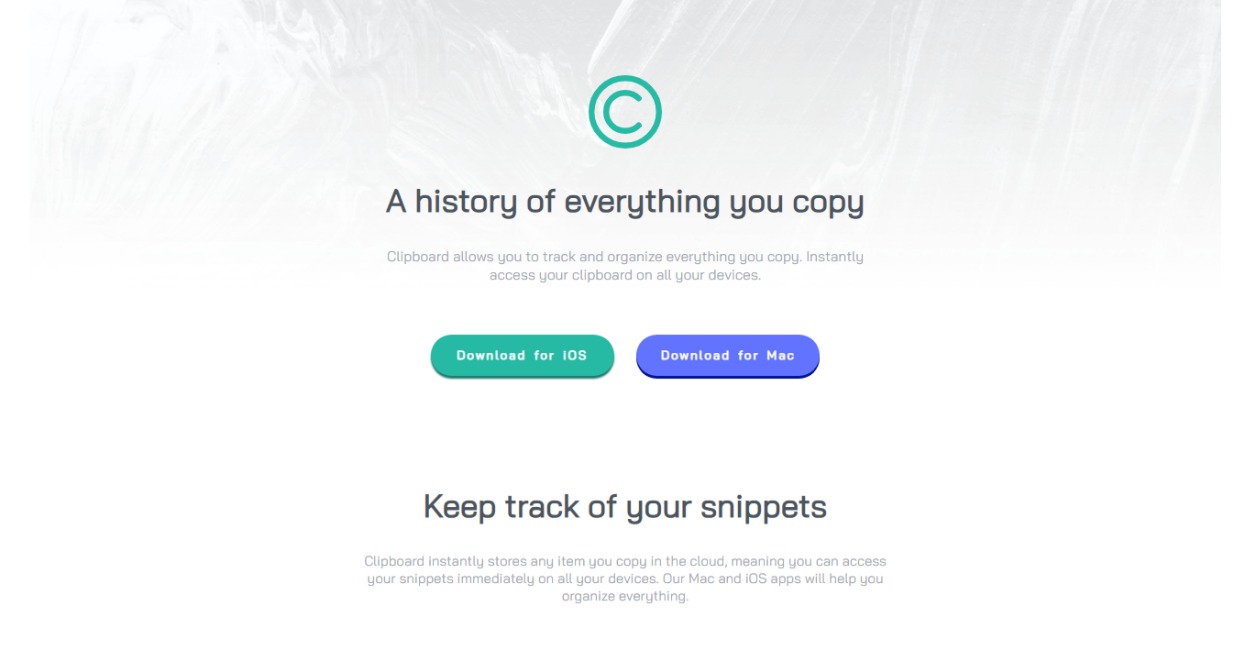 ©
A history of everything you copy
Clipboard allows you to track and organize everything you copy. Instantly
access your clipboard on all your devices.
Download for iOS
Download for Mac
Keep track of your snippets
Clipboard instantly stores any item you copy in the cloud, meaning you can access
your snippets immediately on all your devices. Our Mac and iOS apps will help you
organize everything.